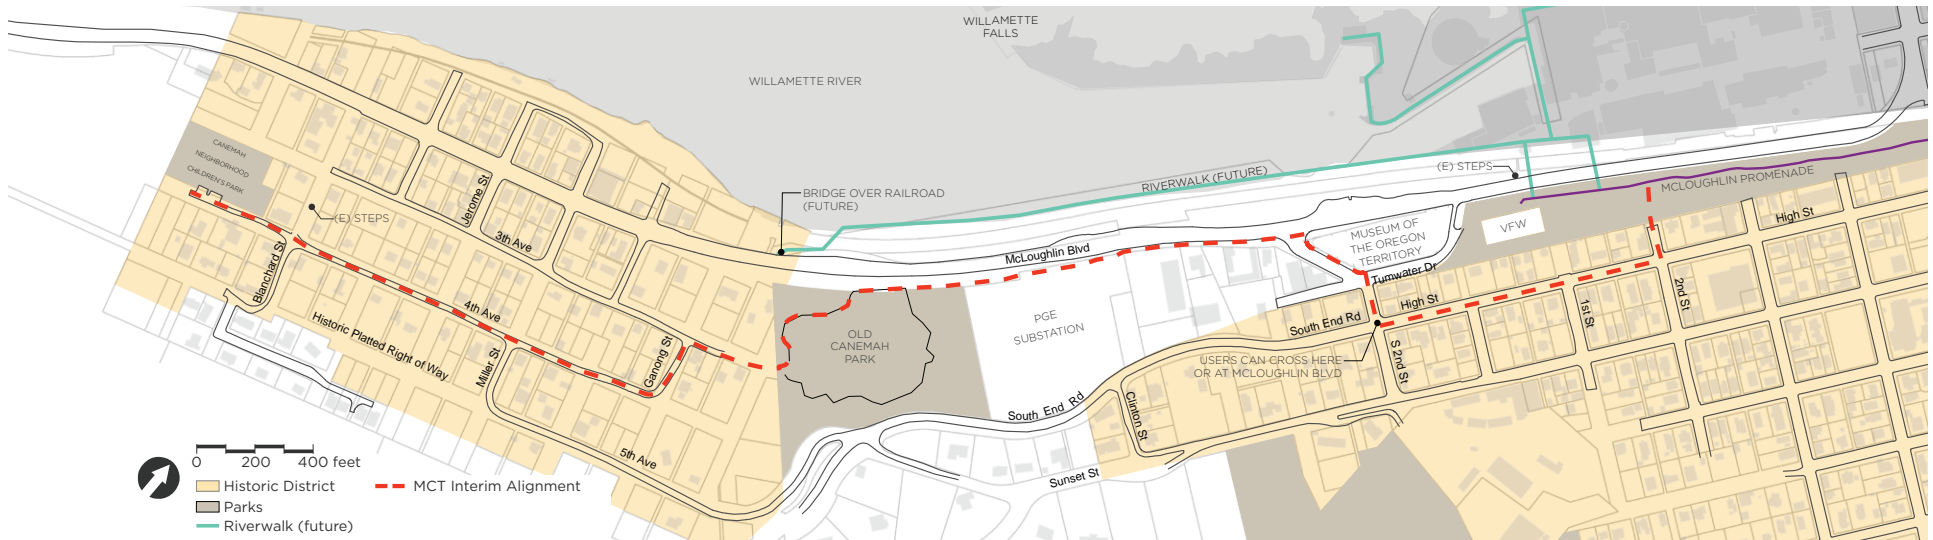 WILLAMETTE
FALLS
WILLAMETTE RIVER
CANEMAH
NEIGHBORHOOD
CHILDREN'S PARK
(E) STEPS
Jerome St
3rd Ave
BRIDGE OVER RAILROAD
(FUTURE)
RIVERWALK (FUTURE)
(E) STEPS
MCLOUGHLIN PROMENADE
VFW
High St
MUSEUM OF
THE OREGON
TERRITORY
McLoughlin Blvd
Tumwater Dr
High St
1st St
2nd St
Blanchard St
4th Ave
Historic Platted Right of Way
Miller St
Ganong St
5th Ave
OLD
CANEMAH
PARK
PGE
SUBSTATION
South End Rd
USERS CAN CROSS HERE
OR AT MCLOUGHLIN BLVD
S 2nd St
South End Rd
Clinton St
Sunset St
0 200 400 feet
Historic District
MCT Interim Alignment
Parks
Riverwalk (future)